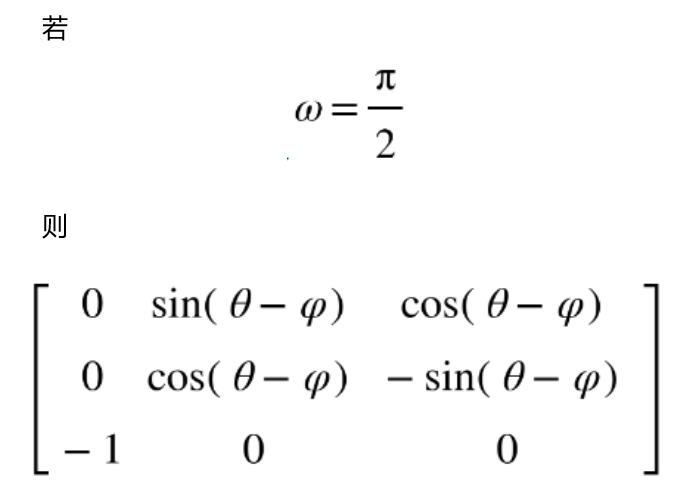 若
ω = π/2
则
[ 0 sin( θ − φ) cos( θ − φ)
0 cos( θ − φ) − sin( θ − φ)
− 1 0 0 ]